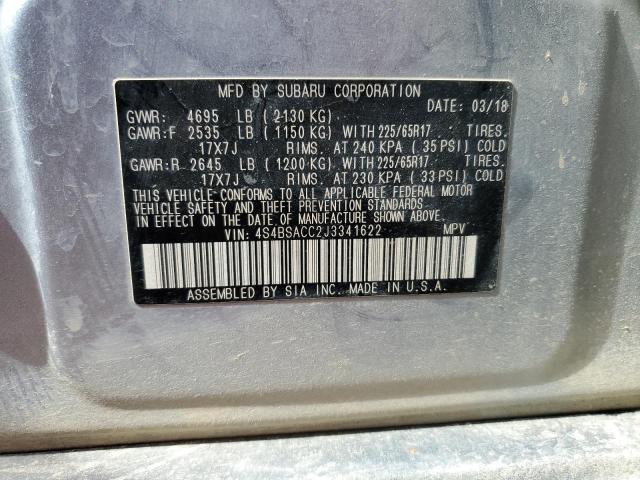 MFD BY SUBARU CORPORATION
DATE: 03/18
GVWR: 4695 LB (2130 KG)
GAWR:F 2535 LB (1150 KG) WITH 225/65R17 TIRES.
17X7J RIMS. AT 240 KPA (35 PSI) COLD
GAWR:R 2645 LB (1200 KG) WITH 225/65R17 TIRES.
17X7J RIMS. AT 230 KPA (33 PSI) COLD
THIS VEHICLE CONFORMS TO ALL APPLICABLE FEDERAL MOTOR
VEHICLE SAFETY AND THEFT PREVENTION STANDARDS
IN EFFECT ON THE DATE OF MANUFACTURE SHOWN ABOVE.
VIN: 4S4BSACC2J3341622 MPV
ASSEMBLED BY SIA INC. MADE IN U.S.A.